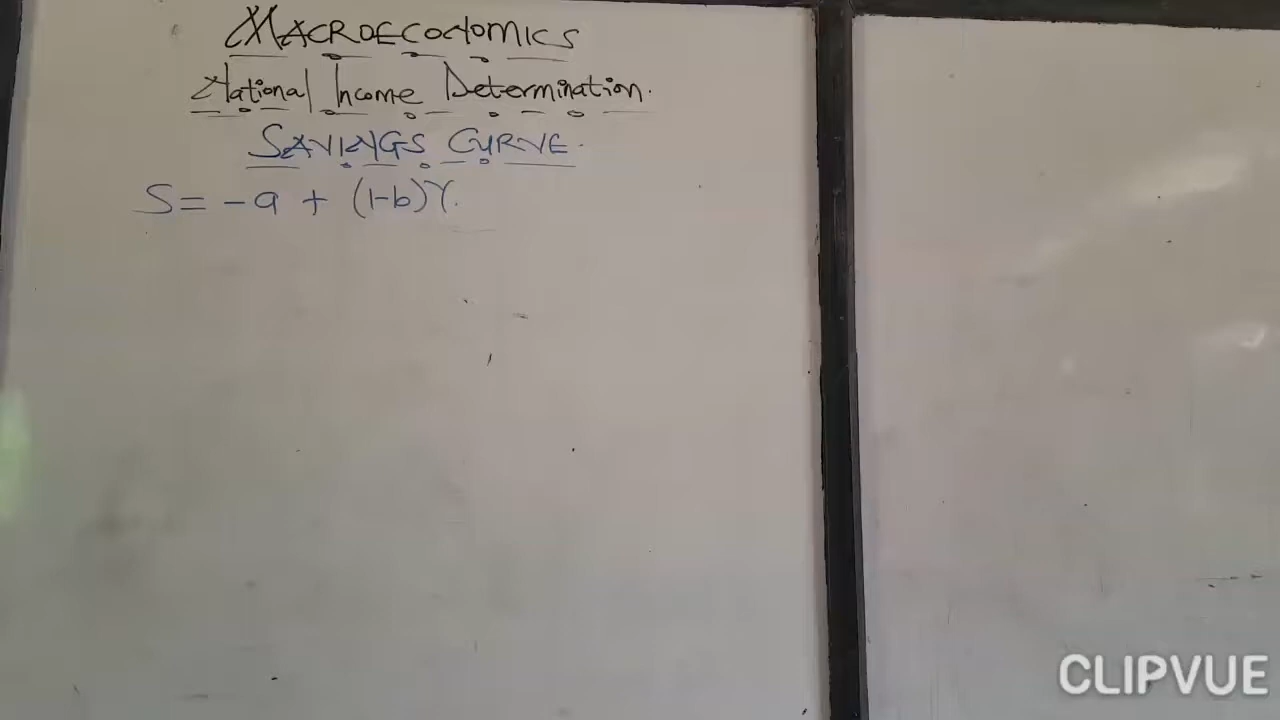 MACROECONOMICS
National Income Determination.
SAVINGS CURVE.
S = -a + (1-b)Y.
CLIPVUE